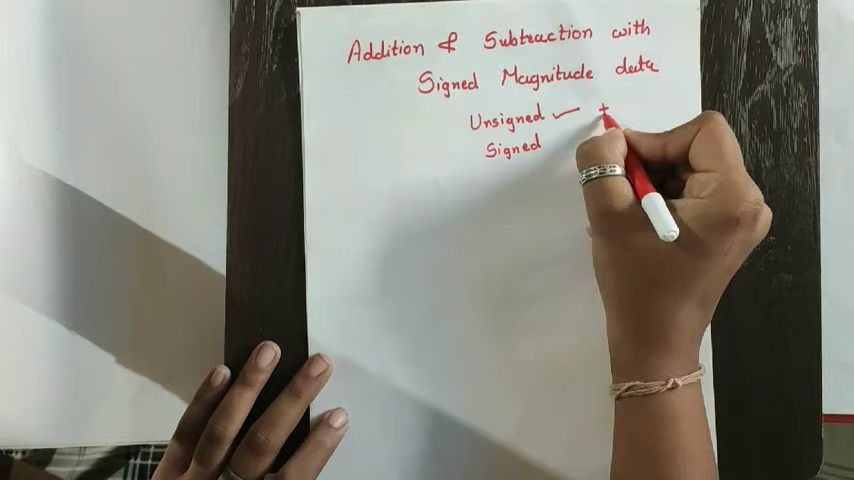 Addition & Subtraction with
Signed Magnitude data
Unsigned ✓ +
Signed